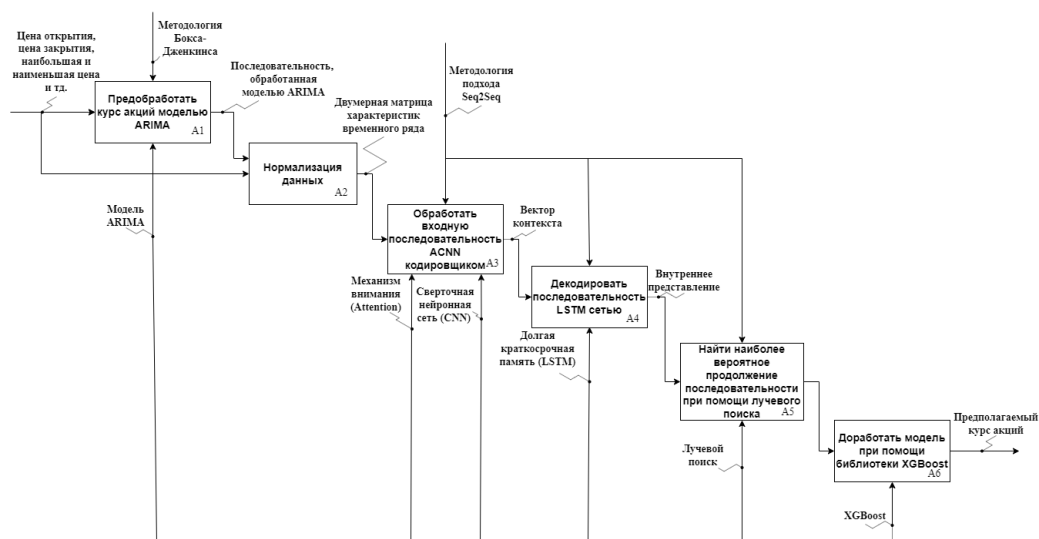 Цена открытия,
цена закрытия,
наибольшая и
наименьшая цена
и тд.
Методология
Бокса-
Дженкинса
Предобработать
курс акций моделью
ARIMA
A1
Последовательность,
обработанная
моделью ARIMA
Нормализация
данных
A2
Двумерная матрица
характеристик
временного ряда
Методология
подхода
Seq2Seq
Модель
ARIMA
Обработать
входную
последовательность
ACNN
кодировщиком
A3
Вектор
контекста
Механизм
внимания
(Attention)
Сверточная
нейронная
сеть (CNN)
Декодировать
последовательность
LSTM сетью
A4
Внутреннее
представление
Долгая
краткосрочная
память (LSTM)
Найти наиболее
вероятное
продолжение
последовательности
при помощи лучевого
поиска
A5
Лучевой
поиск
Доработать модель
при помощи
библиотеки XGBoost
A6
Предполагаемый
курс акций
XGBoost